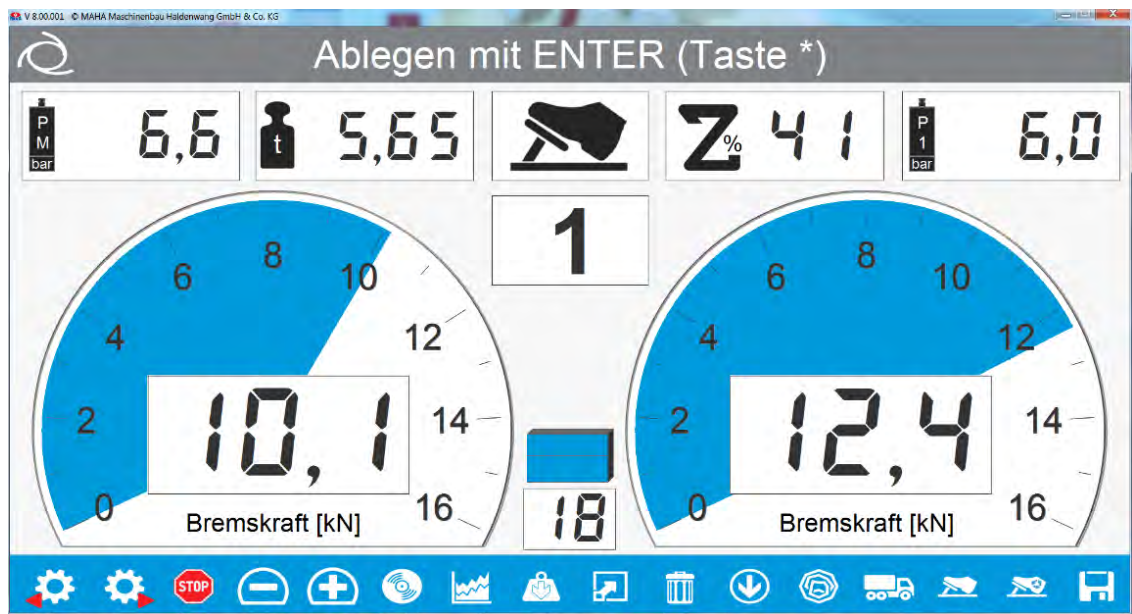 V 8.00.001 © MAHA Maschinenbau Haldenwang GmbH & Co. KG
Ablegen mit ENTER (Taste *)
P M bar 6,6
t 5,65
Z% 41
P 1 bar 6,0
1
0 2 4 6 8 10 12 14 16
10,1
Bremskraft [kN]
18
0 2 4 6 8 10 12 14 16
12,4
Bremskraft [kN]
STOP